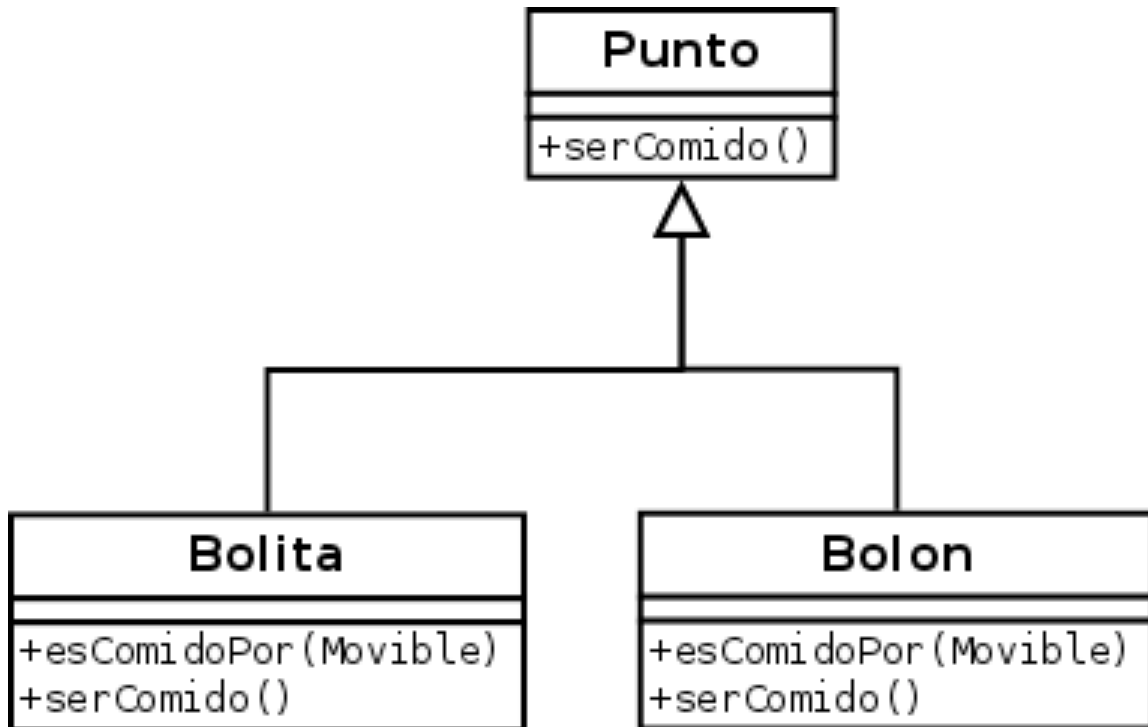 Punto
+serComido()
Bolita
+esComidoPor(Movible)
+serComido()
Bolon
+esComidoPor(Movible)
+serComido()